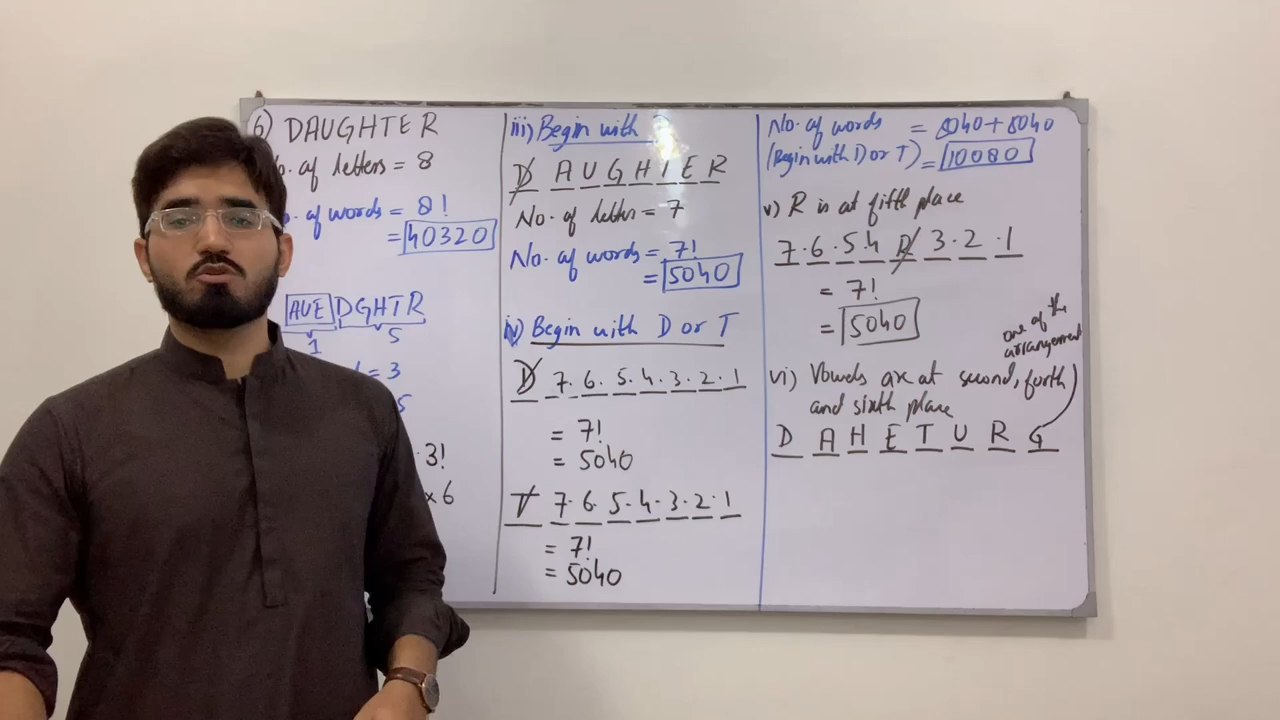 6) DAUGHTER
o. of letters = 8
o. of words = 8!
= 40320
AUE DGHTR
1 5
= 3
5
· 3!
× 6
iii) Begin with
D A U G H T E R
No. of letters = 7
No. of words = 7!
= 5040
iv) Begin with D or T
D 7. 6. 5. 4. 3. 2. 1
= 7!
= 5040
T 7. 6. 5. 4. 3. 2. 1
= 7!
= 5040
No. of words = 5040 + 5040
(Begin with D or T) = 10080
v) R is at fifth place
7. 6. 5. 4 R 3. 2. 1
= 7!
= 5040
one of the
arrangement
vi) Vowels are at second, forth
and sixth place
D A H E T U R G